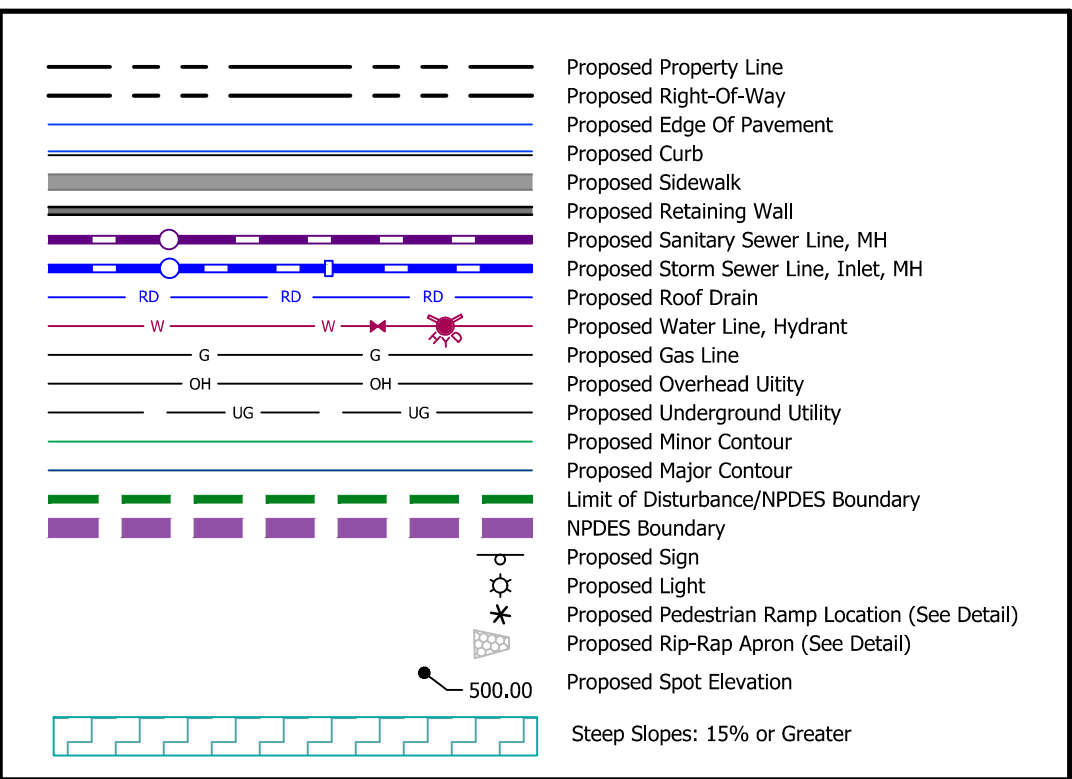 Proposed Property Line
Proposed Right-Of-Way
Proposed Edge Of Pavement
Proposed Curb
Proposed Sidewalk
Proposed Retaining Wall
Proposed Sanitary Sewer Line, MH
Proposed Storm Sewer Line, Inlet, MH
RD RD RD Proposed Roof Drain
W W HYD Proposed Water Line, Hydrant
G G Proposed Gas Line
OH OH Proposed Overhead Uitity
UG UG Proposed Underground Utility
Proposed Minor Contour
Proposed Major Contour
Limit of Disturbance/NPDES Boundary
NPDES Boundary
Proposed Sign
Proposed Light
Proposed Pedestrian Ramp Location (See Detail)
Proposed Rip-Rap Apron (See Detail)
500.00 Proposed Spot Elevation
Steep Slopes: 15% or Greater